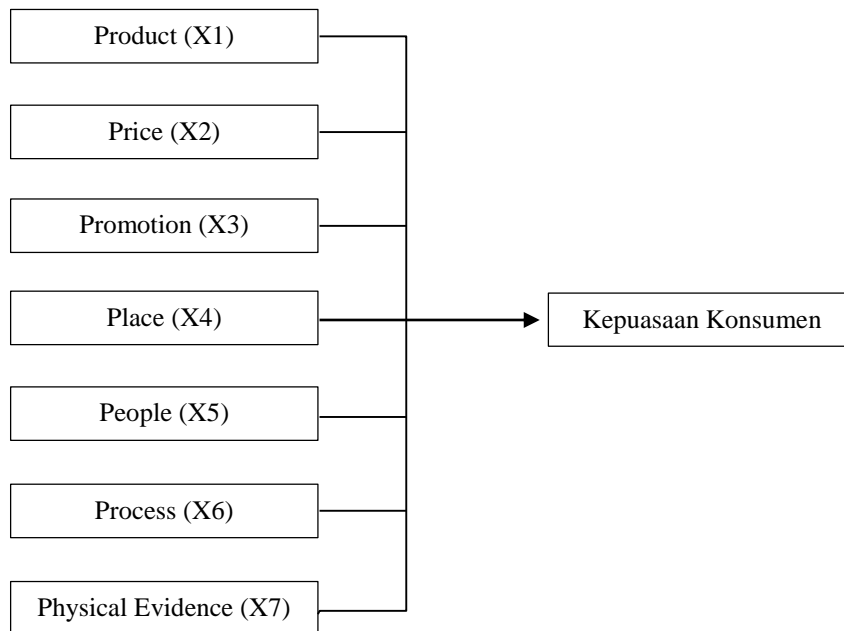 Product (X1)
Price (X2)
Promotion (X3)
Place (X4)
Kepuasaan Konsumen
People (X5)
Process (X6)
Physical Evidence (X7)